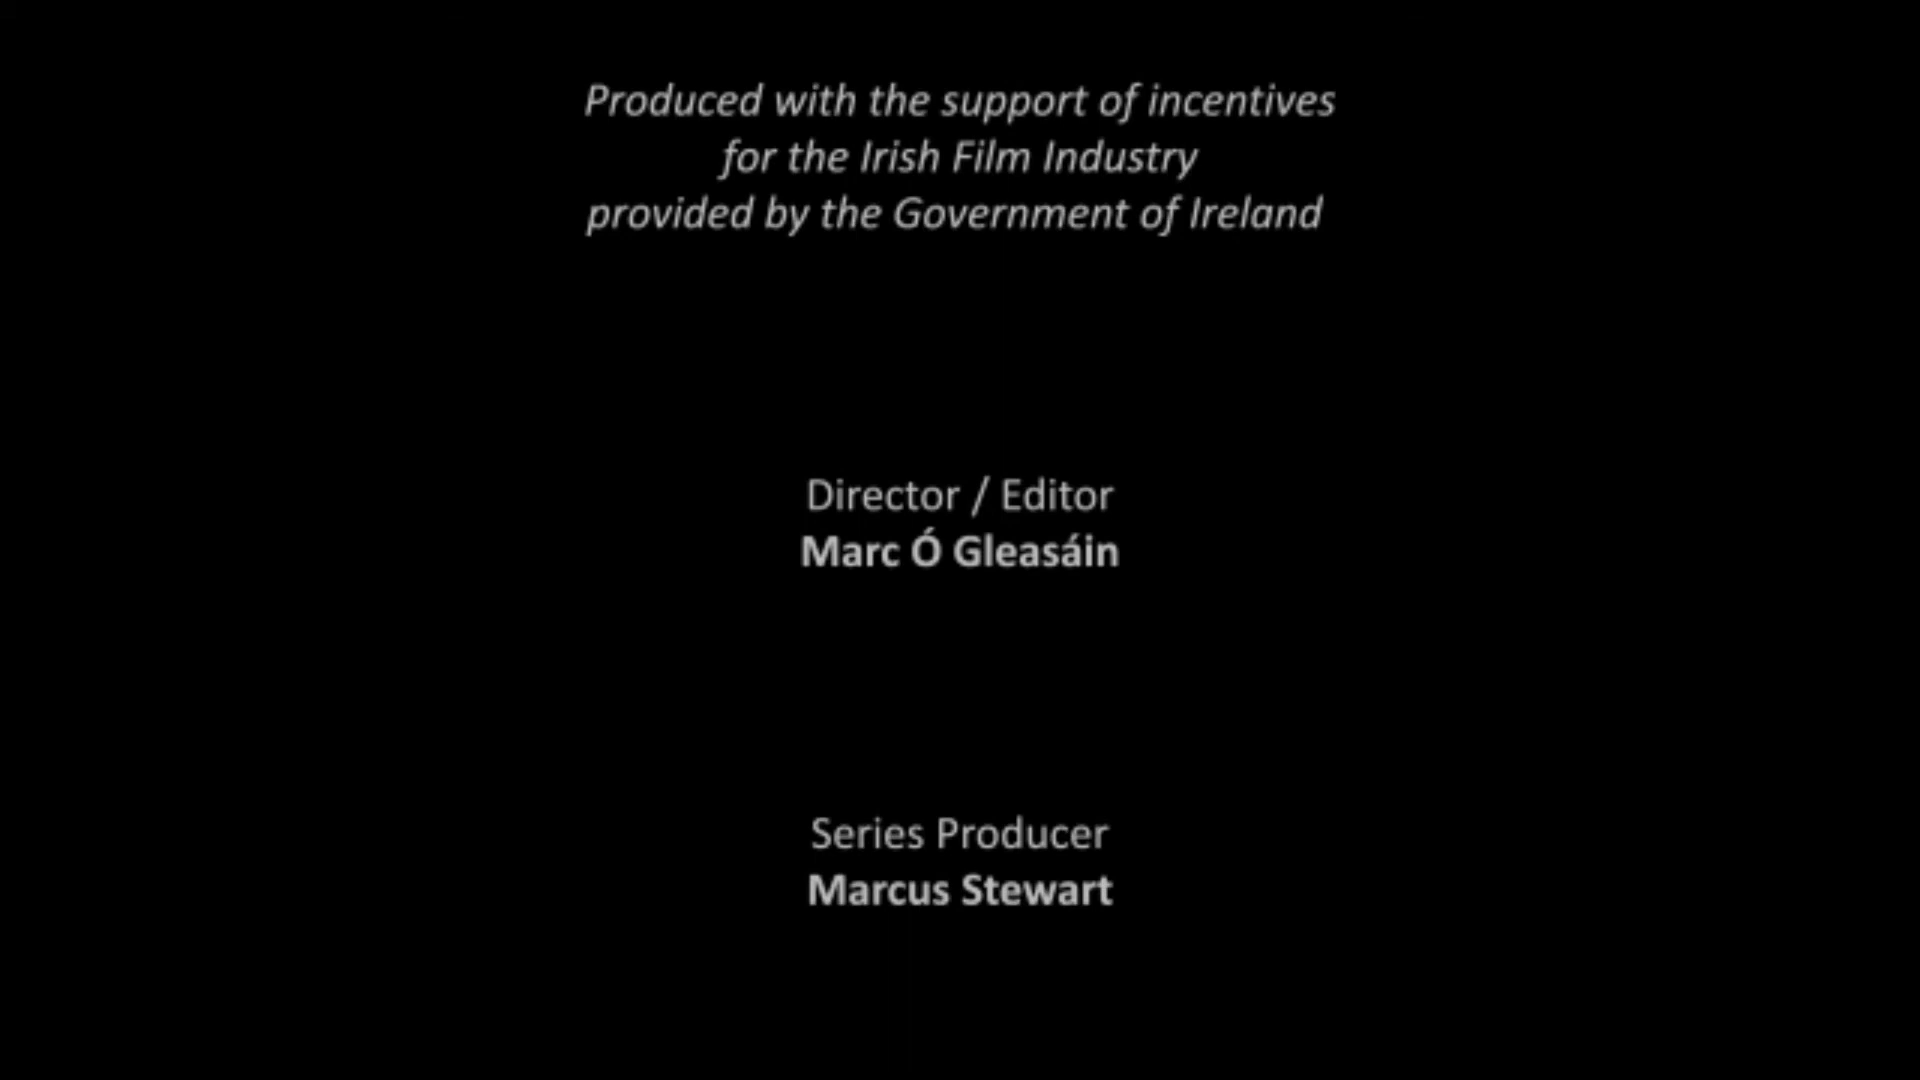 Produced with the support of incentives
for the Irish Film Industry
provided by the Government of Ireland
Director / Editor
Marc Ó Gleasáin
Series Producer
Marcus Stewart